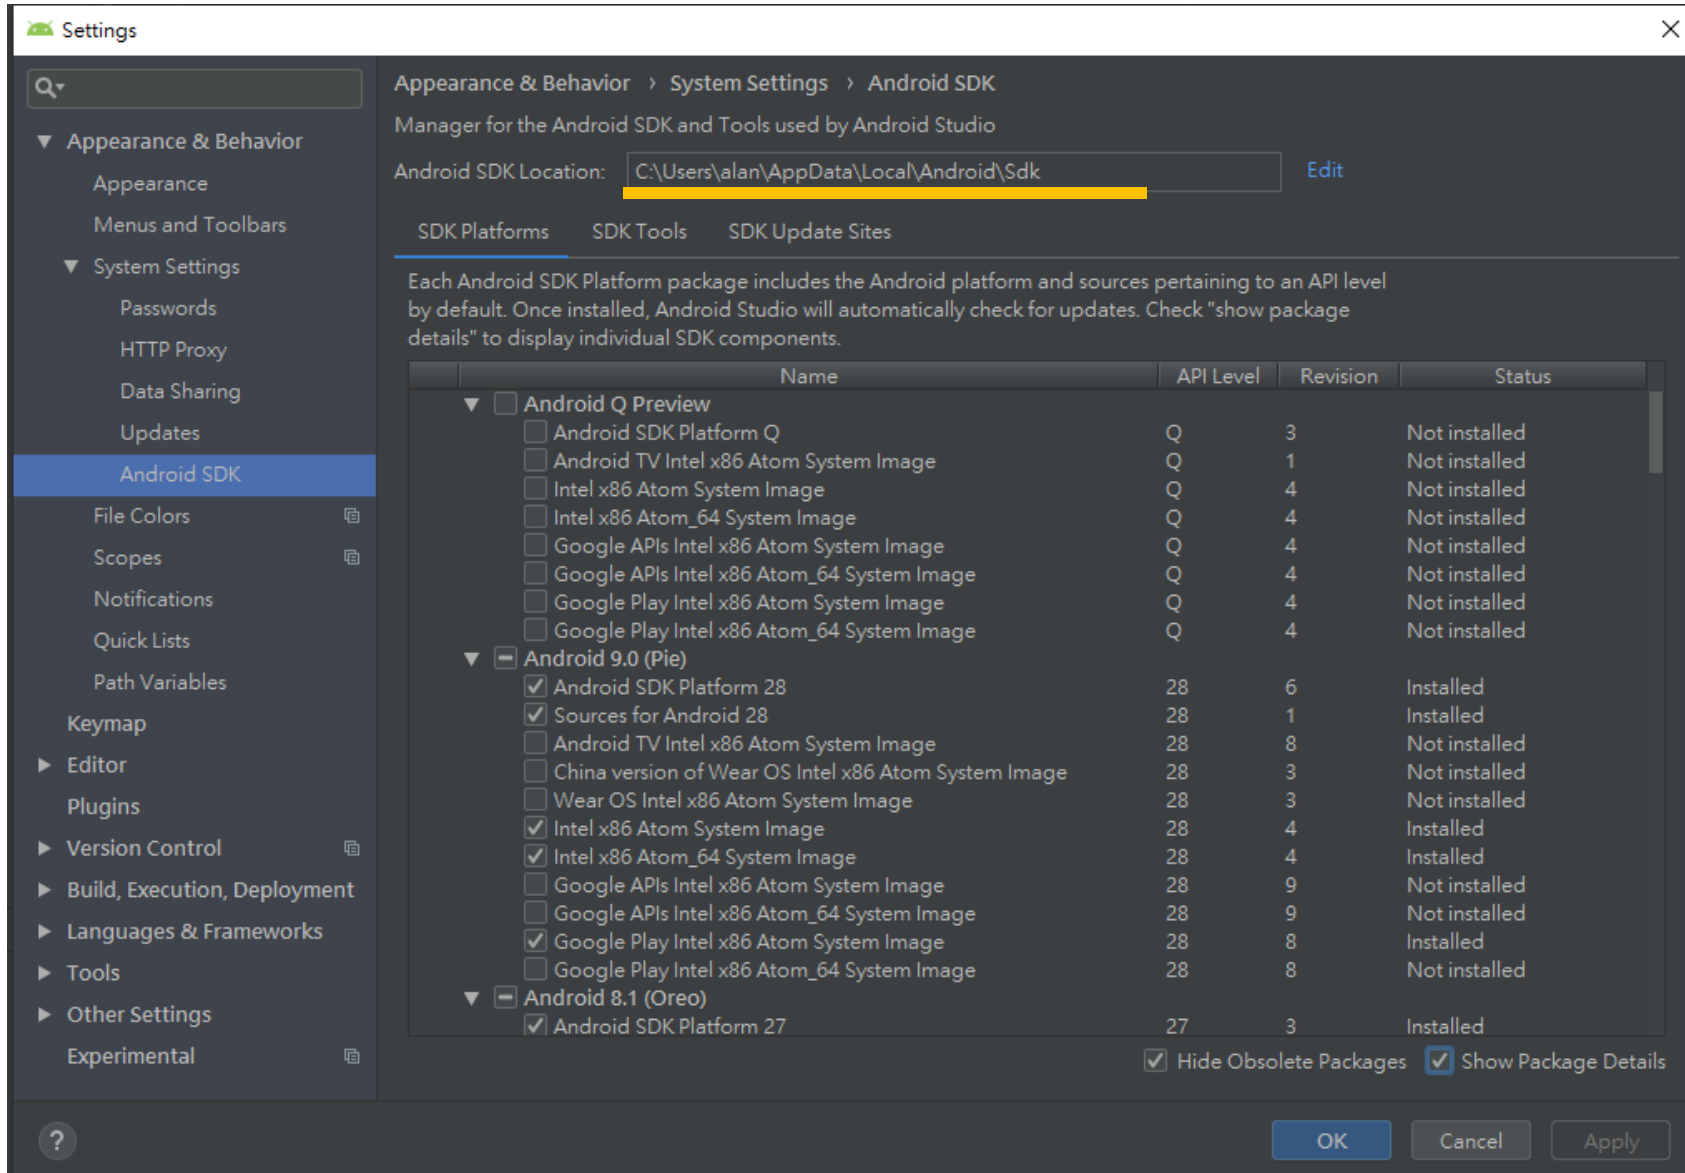 Settings
Appearance & Behavior
Appearance
Menus and Toolbars
System Settings
Passwords
HTTP Proxy
Data Sharing
Updates
Android SDK
File Colors
Scopes
Notifications
Quick Lists
Path Variables
Keymap
Editor
Plugins
Version Control
Build, Execution, Deployment
Languages & Frameworks
Tools
Other Settings
Experimental
Appearance & Behavior › System Settings › Android SDK
Manager for the Android SDK and Tools used by Android Studio
Android SDK Location: C:\Users\alan\AppData\Local\Android\Sdk Edit
SDK Platforms SDK Tools SDK Update Sites
Each Android SDK Platform package includes the Android platform and sources pertaining to an API level
by default. Once installed, Android Studio will automatically check for updates. Check "show package
details" to display individual SDK components.
Name API Level Revision Status
Android Q Preview
Android SDK Platform Q Q 3 Not installed
Android TV Intel x86 Atom System Image Q 1 Not installed
Intel x86 Atom System Image Q 4 Not installed
Intel x86 Atom_64 System Image Q 4 Not installed
Google APIs Intel x86 Atom System Image Q 4 Not installed
Google APIs Intel x86 Atom_64 System Image Q 4 Not installed
Google Play Intel x86 Atom System Image Q 4 Not installed
Google Play Intel x86 Atom_64 System Image Q 4 Not installed
Android 9.0 (Pie)
Android SDK Platform 28 28 6 Installed
Sources for Android 28 28 1 Installed
Android TV Intel x86 Atom System Image 28 8 Not installed
China version of Wear OS Intel x86 Atom System Image 28 3 Not installed
Wear OS Intel x86 Atom System Image 28 3 Not installed
Intel x86 Atom System Image 28 4 Installed
Intel x86 Atom_64 System Image 28 4 Installed
Google APIs Intel x86 Atom System Image 28 9 Not installed
Google APIs Intel x86 Atom_64 System Image 28 9 Not installed
Google Play Intel x86 Atom System Image 28 8 Installed
Google Play Intel x86 Atom_64 System Image 28 8 Not installed
Android 8.1 (Oreo)
Android SDK Platform 27 27 3 Installed
Hide Obsolete Packages Show Package Details
? OK Cancel Apply